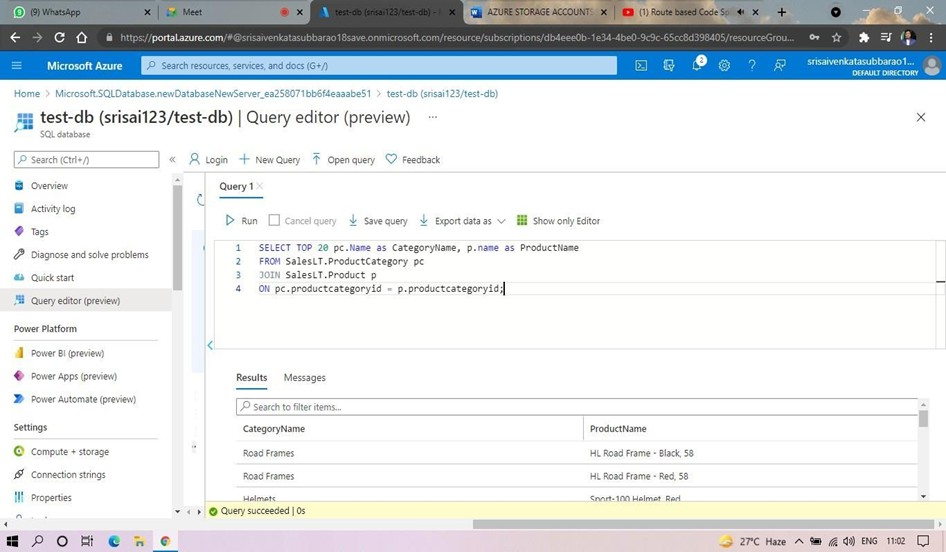 (9) WhatsApp
Meet
test-db (srisai123/test-db) -
AZURE STORAGE ACCOUNTS
(1) Route based Code Sp
https://portal.azure.com/#@srisaivenkatasubbarao18save.onmicrosoft.com/resource/subscriptions/db4eee0b-1e34-4be0-9c9c-65cc8d398405/resourceGrou...
Microsoft Azure
Search resources, services, and docs (G+/)
2
srisaivenkatasubbarao1...
DEFAULT DIRECTORY
Home > Microsoft.SQLDatabase.newDatabaseNewServer_ea258071bb6f4eaaabe51 > test-db (srisai123/test-db)
test-db (srisai123/test-db) | Query editor (preview) ...
SQL database
Search (Ctrl+/)
Login
New Query
Open query
Feedback
Overview
Activity log
Tags
Diagnose and solve problems
Quick start
Query editor (preview)
Power Platform
Power BI (preview)
Power Apps (preview)
Power Automate (preview)
Settings
Compute + storage
Connection strings
Properties
Query 1
Run
Cancel query
Save query
Export data as
Show only Editor
1 SELECT TOP 20 pc.Name as CategoryName, p.name as ProductName
2 FROM SalesLT.ProductCategory pc
3 JOIN SalesLT.Product p
4 ON pc.productcategoryid = p.productcategoryid;
Results
Messages
Search to filter items...
CategoryName ProductName
Road Frames HL Road Frame - Black, 58
Road Frames HL Road Frame - Red, 58
Helmets Sport-100 Helmet, Red
Query succeeded | 0s
27°C Haze
ENG
11:02